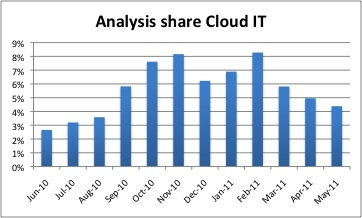 Analysis share Cloud IT
9%
8%
7%
6%
5%
4%
3%
2%
1%
0%
Jun-10
Jul-10
Aug-10
Sep-10
Oct-10
Nov-10
Dec-10
Jan-11
Feb-11
Mar-11
Apr-11
May-11